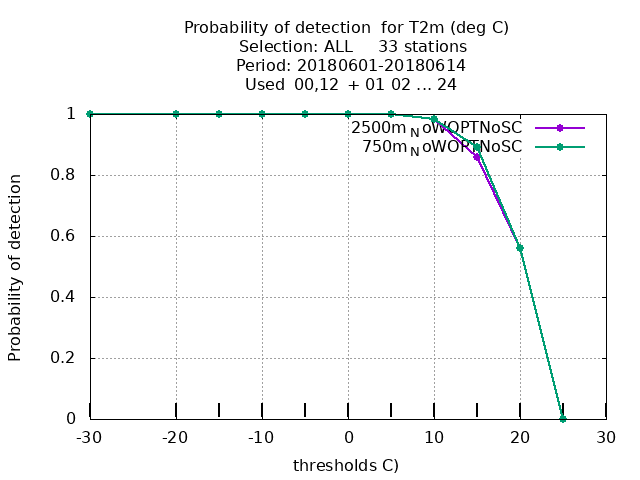 Probability of detection  for T2m (deg C)
Selection: ALL     33 stations
Period: 20180601-20180614
Used  00,12  + 01 02 ... 24
Probability of detection
1
0.8
0.6
0.4
0.2
0
2500m NoWOPTNoSC
750m NoWOPTNoSC
-30 -20 -10 0 10 20 30
thresholds C)